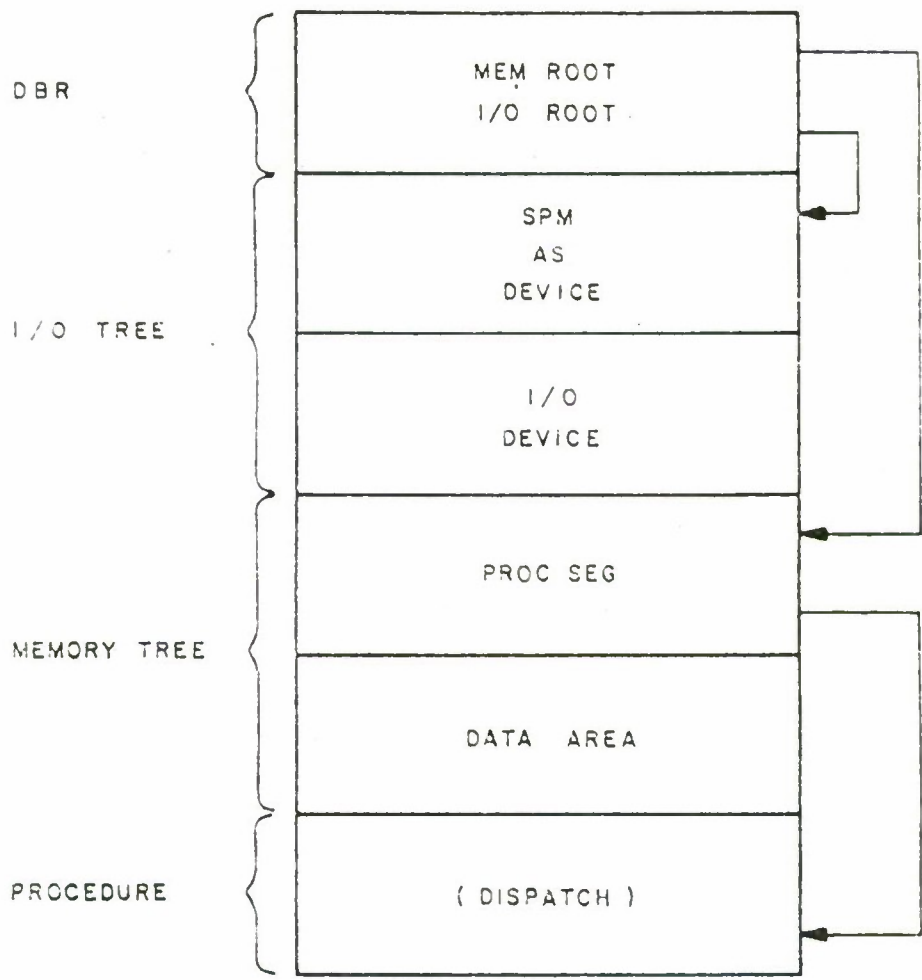 DBR
MEM ROOT
I/O ROOT
I/O TREE
SPM
AS
DEVICE
I/O
DEVICE
MEMORY TREE
PROC SEG
DATA AREA
PROCEDURE
( DISPATCH )